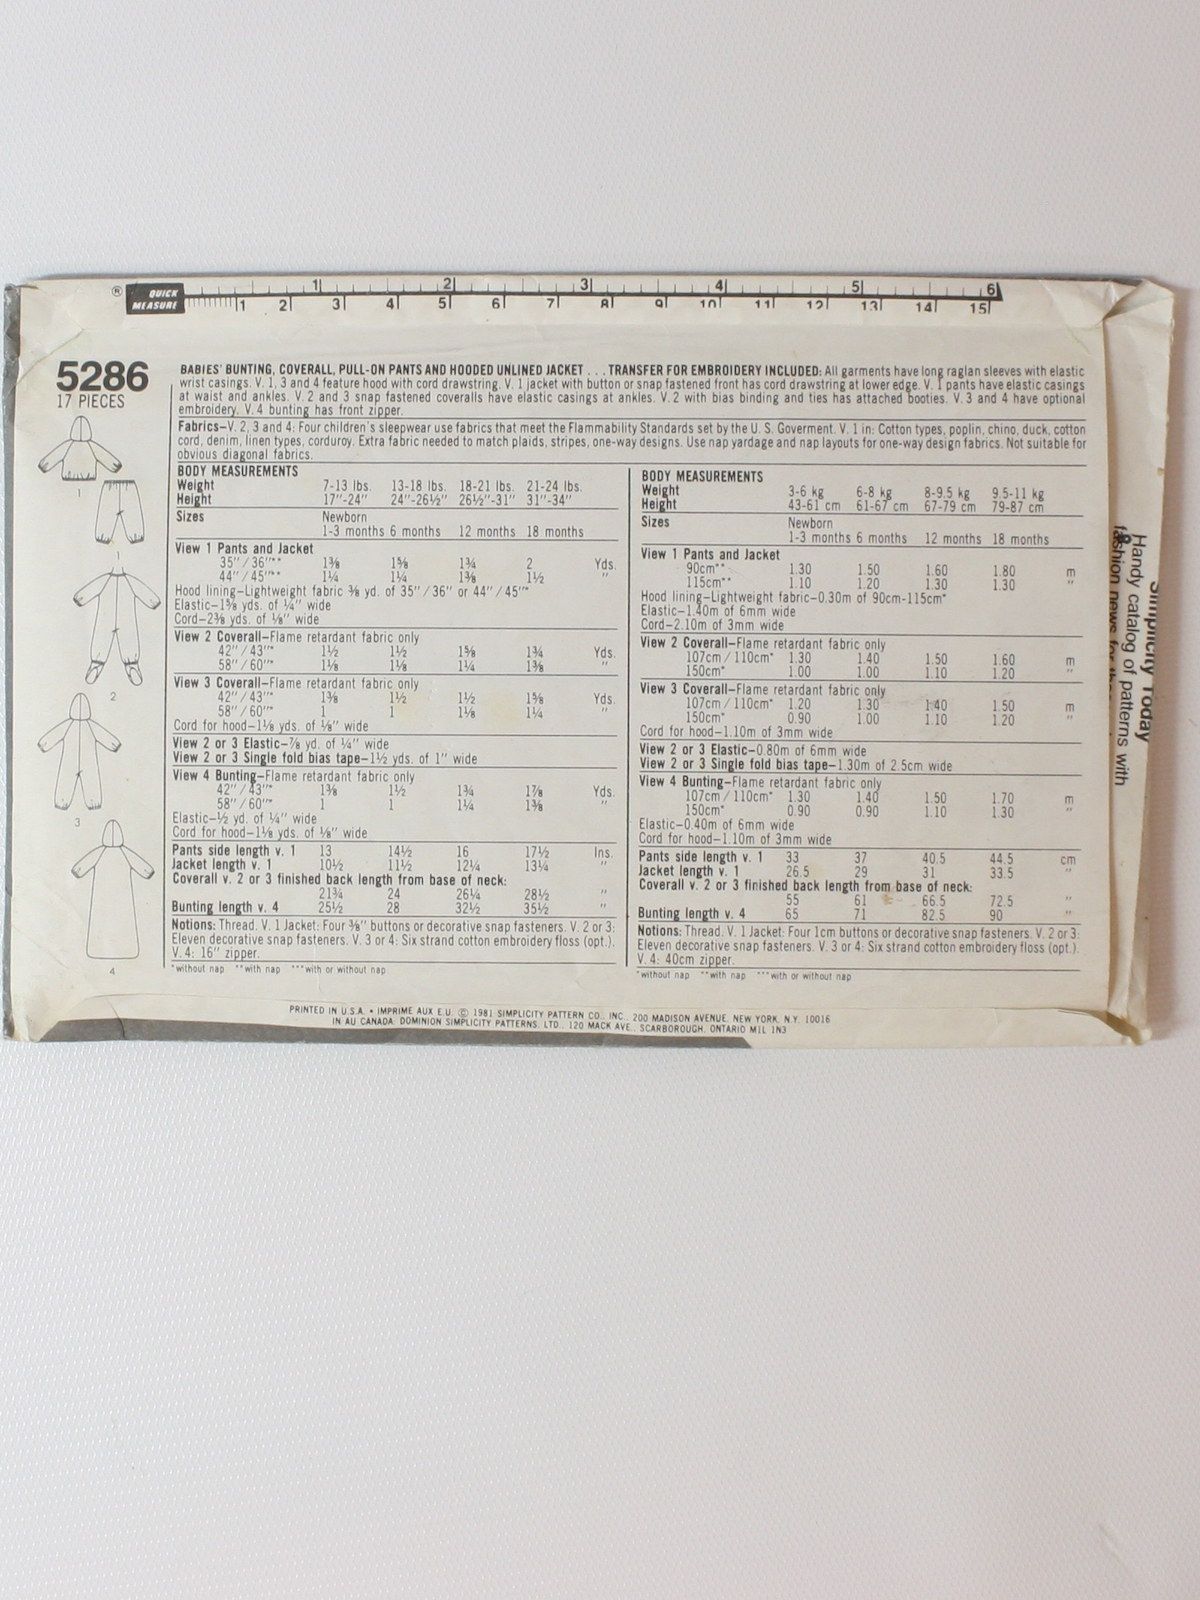 ® QUICK MEASURE
1 2 3 4 5 6
1 2 3 4 5 6 7 8 9 10 11 12 13 14 15
5286
17 PIECES
BABIES' BUNTING, COVERALL, PULL-ON PANTS AND HOODED UNLINED JACKET . . . TRANSFER FOR EMBROIDERY INCLUDED: All garments have long raglan sleeves with elastic
wrist casings. V. 1, 3 and 4 feature hood with cord drawstring. V. 1 jacket with button or snap fastened front has cord drawstring at lower edge. V. 1 pants have elastic casings
at waist and ankles. V. 2 and 3 snap fastened coveralls have elastic casings at ankles. V. 2 with bias binding and ties has attached booties. V. 3 and 4 have optional
embroidery. V. 4 bunting has front zipper.
Fabrics–V. 2, 3 and 4: Four children's sleepwear use fabrics that meet the Flammability Standards set by the U. S. Goverment. V. 1 in: Cotton types, poplin, chino, duck, cotton
cord, denim, linen types, corduroy. Extra fabric needed to match plaids, stripes, one-way designs. Use nap yardage and nap layouts for one-way design fabrics. Not suitable for
obvious diagonal fabrics.
1
1
2
3
4
BODY MEASUREMENTS
Weight 7-13 lbs. 13-18 lbs. 18-21 lbs. 21-24 lbs.
Height 17"-24" 24"-26½" 26½"-31" 31"-34"
Sizes Newborn
1-3 months 6 months 12 months 18 months
View 1 Pants and Jacket
35"/36"** 1⅜ 1⅝ 1¾ 2 Yds.
44"/45"** 1¼ 1¼ 1⅜ 1½ "
Hood lining–Lightweight fabric ⅜ yd. of 35"/36" or 44"/45"*
Elastic–1⅝ yds. of ¼" wide
Cord–2⅜ yds. of ⅛" wide
View 2 Coverall–Flame retardant fabric only
42"/43"* 1½ 1½ 1⅝ 1¾ Yds.
58"/60"* 1⅛ 1⅛ 1¼ 1⅜ "
View 3 Coverall–Flame retardant fabric only
42"/43"* 1⅜ 1½ 1½ 1⅝ Yds.
58"/60"* 1 1 1⅛ 1¼ "
Cord for hood–1⅛ yds. of ⅛" wide
View 2 or 3 Elastic–⅞ yd. of ¼" wide
View 2 or 3 Single fold bias tape–1½ yds. of 1" wide
View 4 Bunting–Flame retardant fabric only
42"/43"* 1⅜ 1½ 1¾ 1⅞ Yds.
58"/60"* 1 1 1¼ 1⅜ "
Elastic–½ yd. of ¼" wide
Cord for hood–1⅛ yds. of ⅛" wide
Pants side length v. 1 13 14½ 16 17½ Ins.
Jacket length v. 1 10½ 11½ 12¼ 13¼ "
Coverall v. 2 or 3 finished back length from base of neck:
21¾ 24 26¼ 28½ "
Bunting length v. 4 25½ 28 32½ 35½ "
Notions: Thread. V. 1 Jacket: Four ⅜" buttons or decorative snap fasteners. V. 2 or 3:
Eleven decorative snap fasteners. V. 3 or 4: Six strand cotton embroidery floss (opt.).
V. 4: 16" zipper.
*without nap **with nap ***with or without nap
BODY MEASUREMENTS
Weight 3-6 kg 6-8 kg 8-9.5 kg 9.5-11 kg
Height 43-61 cm 61-67 cm 67-79 cm 79-87 cm
Sizes Newborn
1-3 months 6 months 12 months 18 months
View 1 Pants and Jacket
90cm** 1.30 1.50 1.60 1.80 m
115cm** 1.10 1.20 1.30 1.30 "
Hood lining–Lightweight fabric–0.30m of 90cm-115cm*
Elastic–1.40m of 6mm wide
Cord–2.10m of 3mm wide
View 2 Coverall–Flame retardant fabric only
107cm/110cm* 1.30 1.40 1.50 1.60 m
150cm* 1.00 1.00 1.10 1.20 "
View 3 Coverall–Flame retardant fabric only
107cm/110cm* 1.20 1.30 1.40 1.50 m
150cm* 0.90 1.00 1.10 1.20 "
Cord for hood–1.10m of 3mm wide
View 2 or 3 Elastic–0.80m of 6mm wide
View 2 or 3 Single fold bias tape–1.30m of 2.5cm wide
View 4 Bunting–Flame retardant fabric only
107cm/110cm* 1.30 1.40 1.50 1.70 m
150cm* 0.90 0.90 1.10 1.30 "
Elastic–0.40m of 6mm wide
Cord for hood–1.10m of 3mm wide
Pants side length v. 1 33 37 40.5 44.5 cm
Jacket length v. 1 26.5 29 31 33.5 "
Coverall v. 2 or 3 finished back length from base of neck:
55 61 66.5 72.5 "
Bunting length v. 4 65 71 82.5 90 "
Notions: Thread. V. 1 Jacket: Four 1cm buttons or decorative snap fasteners. V. 2 or 3:
Eleven decorative snap fasteners. V. 3 or 4: Six strand cotton embroidery floss (opt.).
V. 4: 40cm zipper.
*without nap **with nap ***with or without nap
PRINTED IN U.S.A. • IMPRIME AUX E.U. © 1981 SIMPLICITY PATTERN CO., INC., 200 MADISON AVENUE, NEW YORK, N.Y. 10016
IN AU CANADA, DOMINION SIMPLICITY PATTERNS, LTD., 120 MACK AVE., SCARBOROUGH, ONTARIO M1L 1N3
Simplicity Today
Handy catalog of patterns with
fashion news for